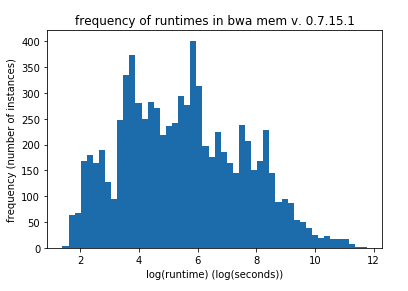 frequency of runtimes in bwa mem v. 0.7.15.1
frequency (number of instances)
400
350
300
250
200
150
100
50
0
2 4 6 8 10 12
log(runtime) (log(seconds))